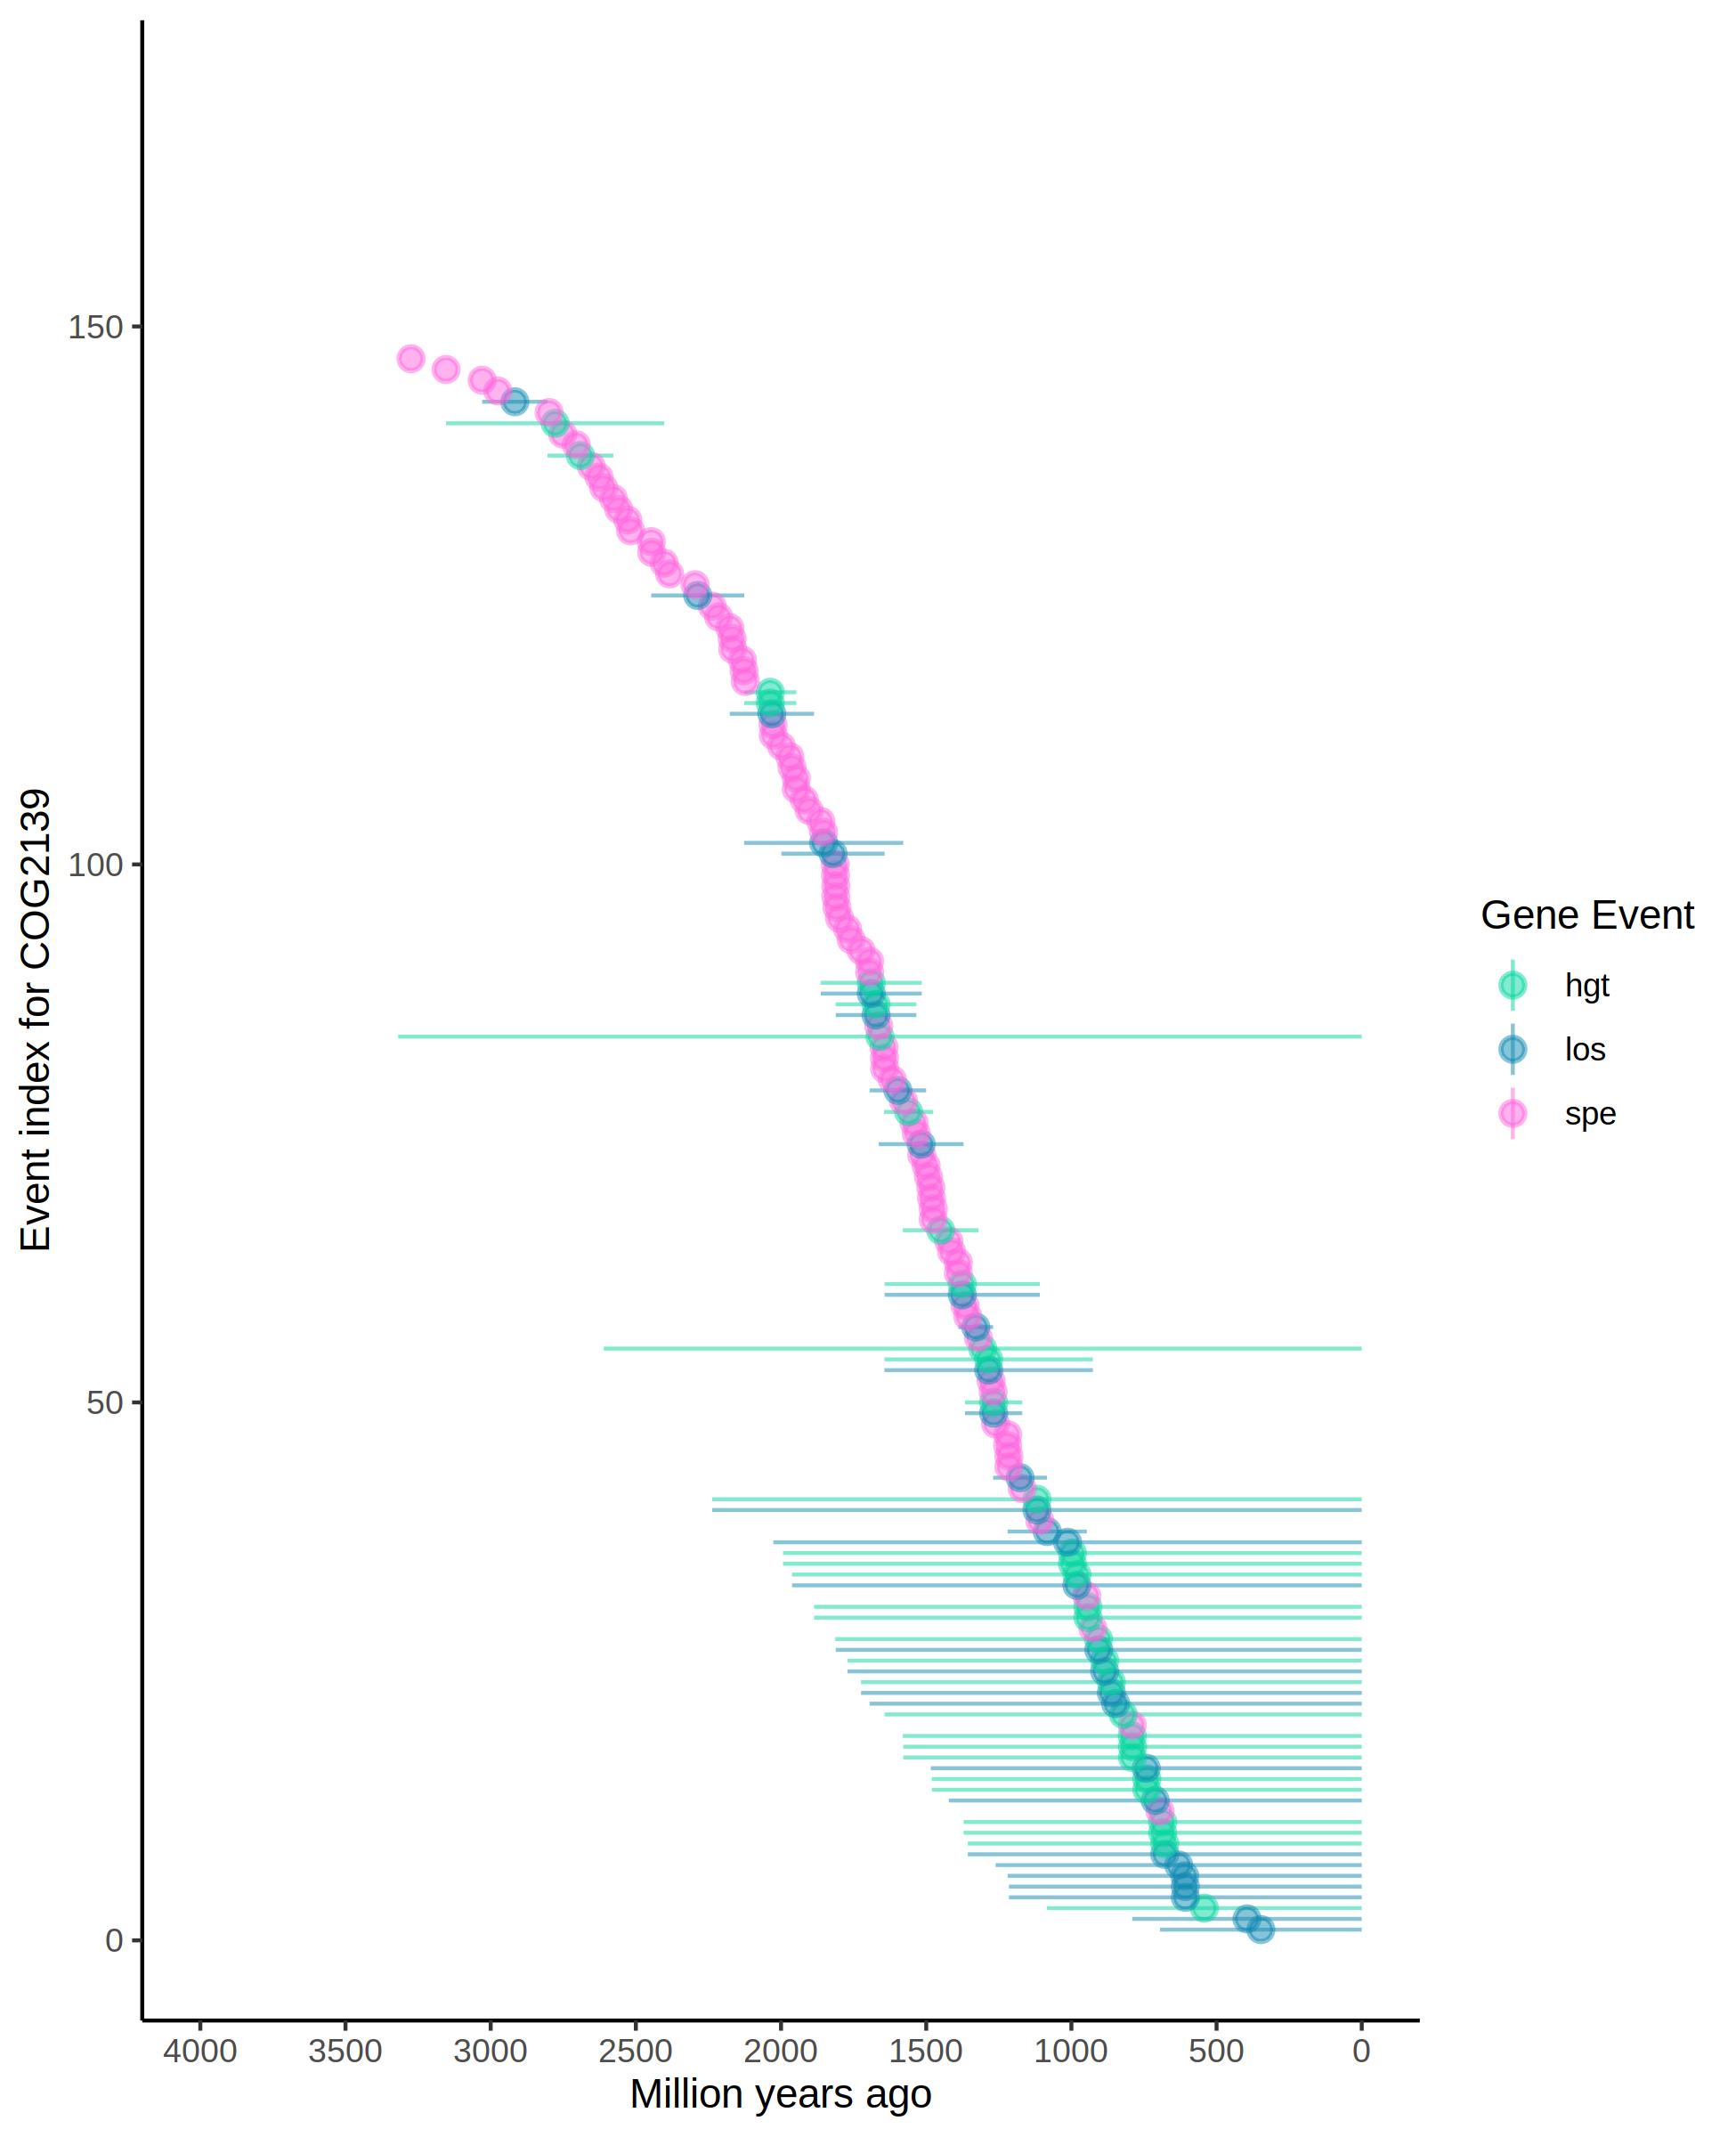 Event index for COG2139
150
100
50
0
4000 3500 3000 2500 2000 1500 1000 500 0
Million years ago
Gene Event
hgt
los
spe